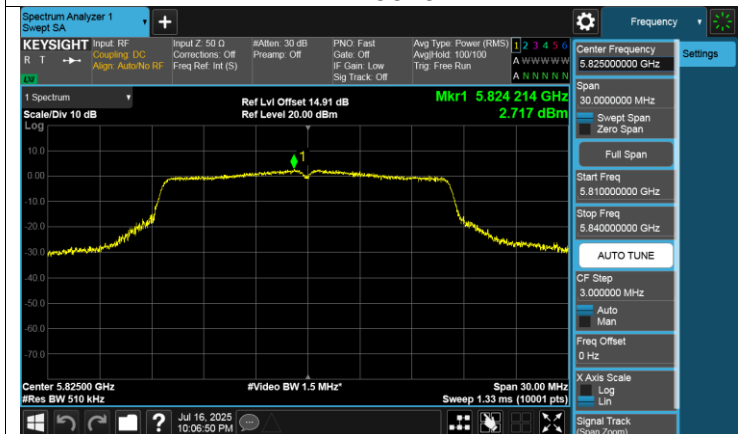 Spectrum Analyzer 1
Swept SA
Frequency
KEYSIGHT
R T
LXI
Input: RF
Coupling: DC
Align: Auto/No RF
Input Z: 50 Ω
Corrections: Off
Freq Ref: Int (S)
#Atten: 30 dB
Preamp: Off
PNO: Fast
Gate: Off
IF Gain: Low
Sig Track: Off
Avg Type: Power (RMS)
Avg|Hold: 100/100
Trig: Free Run
1 2 3 4 5 6
A W W W W W
A N N N N N
1 Spectrum
Scale/Div 10 dB
Log
Ref Lvl Offset 14.91 dB
Ref Level 20.00 dBm
Mkr1 5.824 214 GHz
2.717 dBm
1
10.0
0.00
-10.0
-20.0
-30.0
-40.0
-50.0
-60.0
-70.0
Center 5.82500 GHz
#Res BW 510 kHz
#Video BW 1.5 MHz*
Span 30.00 MHz
Sweep 1.33 ms (10001 pts)
Jul 16, 2025
10:06:50 PM
Center Frequency
5.825000000 GHz
Settings
Span
30.0000000 MHz
Swept Span
Zero Span
Full Span
Start Freq
5.810000000 GHz
Stop Freq
5.840000000 GHz
AUTO TUNE
CF Step
3.000000 MHz
Auto
Man
Freq Offset
0 Hz
X Axis Scale
Log
Lin
Signal Track
(Span Zoom)